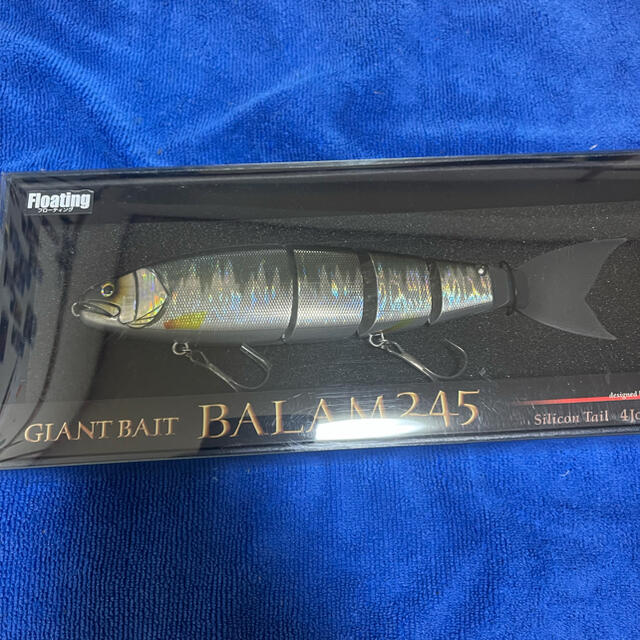 Floating
フローティング
GIANT BAIT BALAM245
designed
Silicon Tail 4Jo